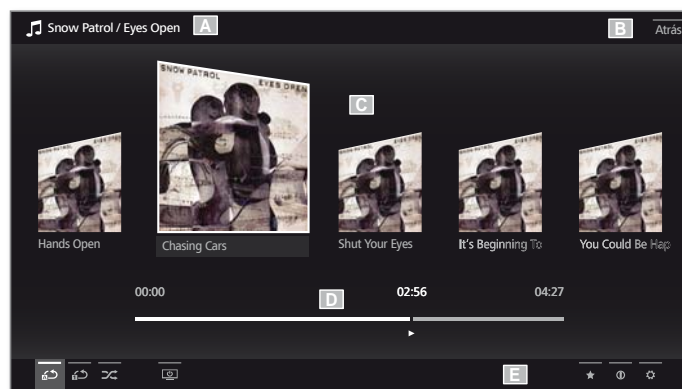 Snow Patrol / Eyes Open A B Atrás
SNOW PATROL EYES OPEN
C
Hands Open Chasing Cars Shut Your Eyes It's Beginning To You Could Be Hap
00:00 D 02:56 04:27
E